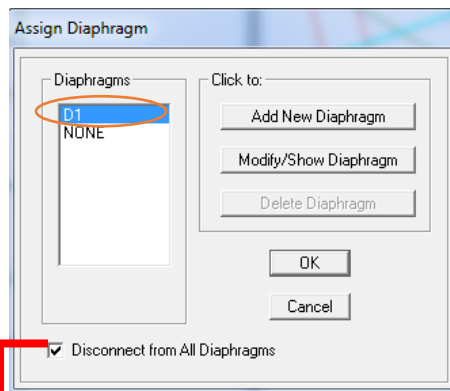 Assign Diaphragm
Diaphragms
D1
NONE
Click to:
Add New Diaphragm
Modify/Show Diaphragm
Delete Diaphragm
OK
Cancel
Disconnect from All Diaphragms